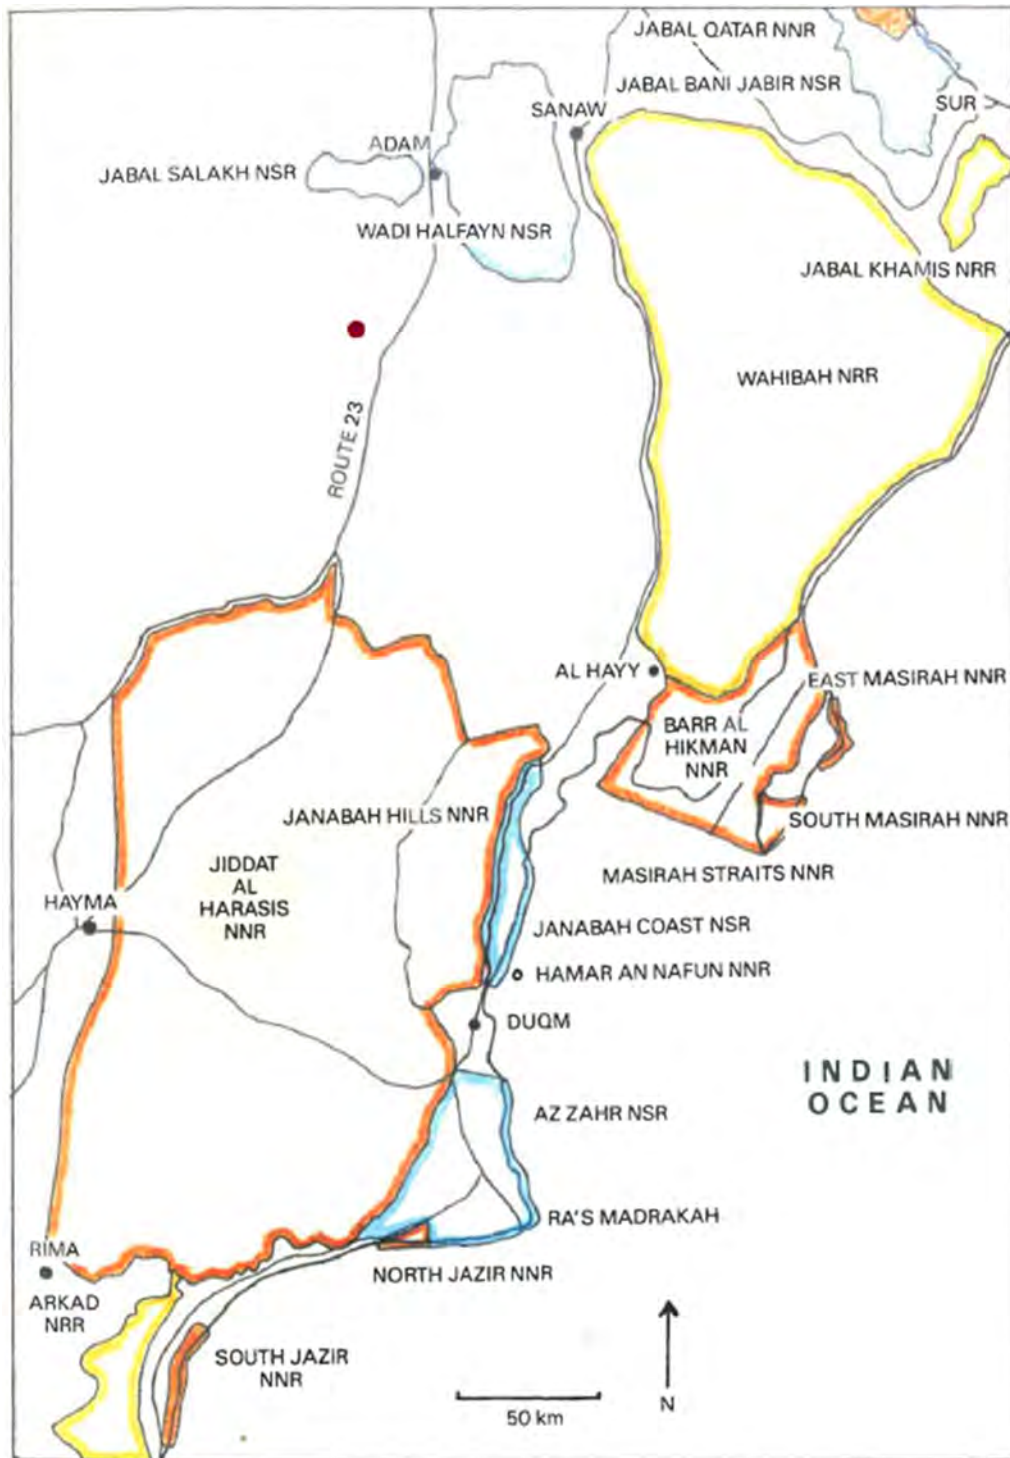 JABAL QATAR NNR
JABAL BANI JABIR NSR
SANAW
SUR
ADAM
JABAL SALAKH NSR
WADI HALFAYN NSR
JABAL KHAMIS NRR
WAHIBAH NRR
ROUTE 23
AL HAYY
EAST MASIRAH NNR
BARR AL
HIKMAN
NNR
JANABAH HILLS NNR
SOUTH MASIRAH NNR
JIDDAT
AL
HARASIS
NNR
MASIRAH STRAITS NNR
HAYMA
JANABAH COAST NSR
HAMAR AN NAFUN NNR
DUQM
INDIAN
OCEAN
AZ ZAHR NSR
RA'S MADRAKAH
RIMA
NORTH JAZIR NNR
ARKAD
NRR
SOUTH JAZIR
NNR
N
50 km